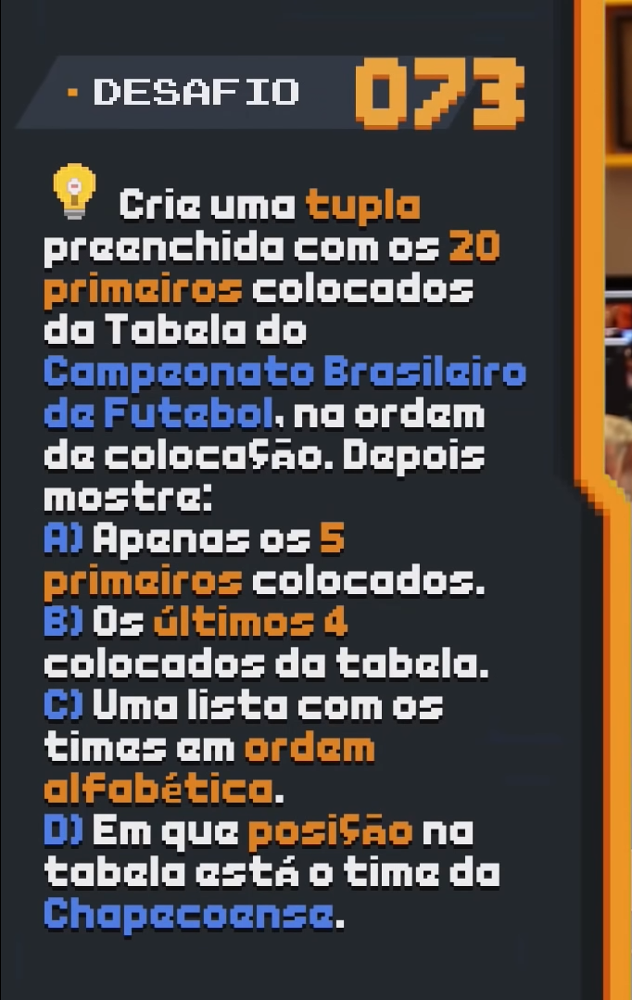 DESAFIO 073
Crie uma tupla
preenchida com os 20
primeiros colocados
da Tabela do
Campeonato Brasileiro
de Futebol, na ordem
de colocação. Depois
mostre:
A) Apenas os 5
primeiros colocados.
B) Os últimos 4
colocados da tabela.
C) Uma lista com os
times em ordem
alfabética.
D) Em que posição na
tabela está o time da
Chapecoense.